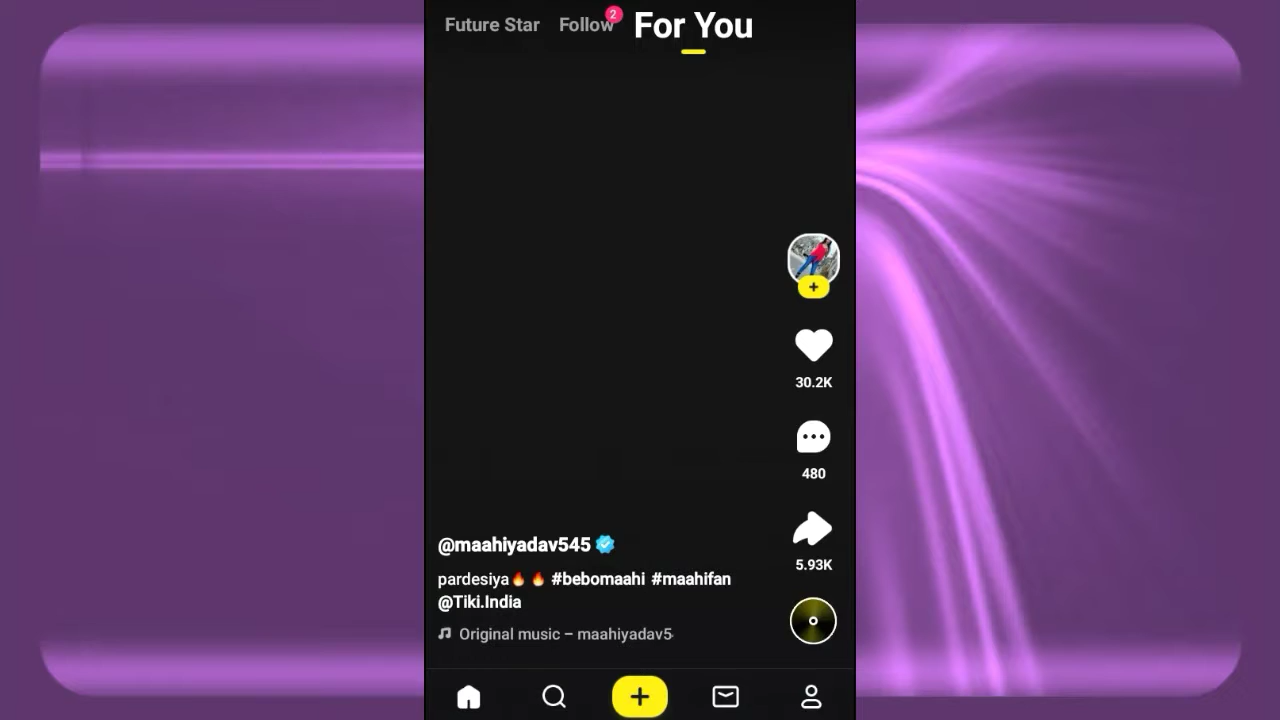 Future Star Follow 2 For You
30.2K
480
5.93K
@maahiyadav545
pardesiya🔥 🔥 #bebomaahi #maahifan
@Tiki.India
Original music – maahiyadav5